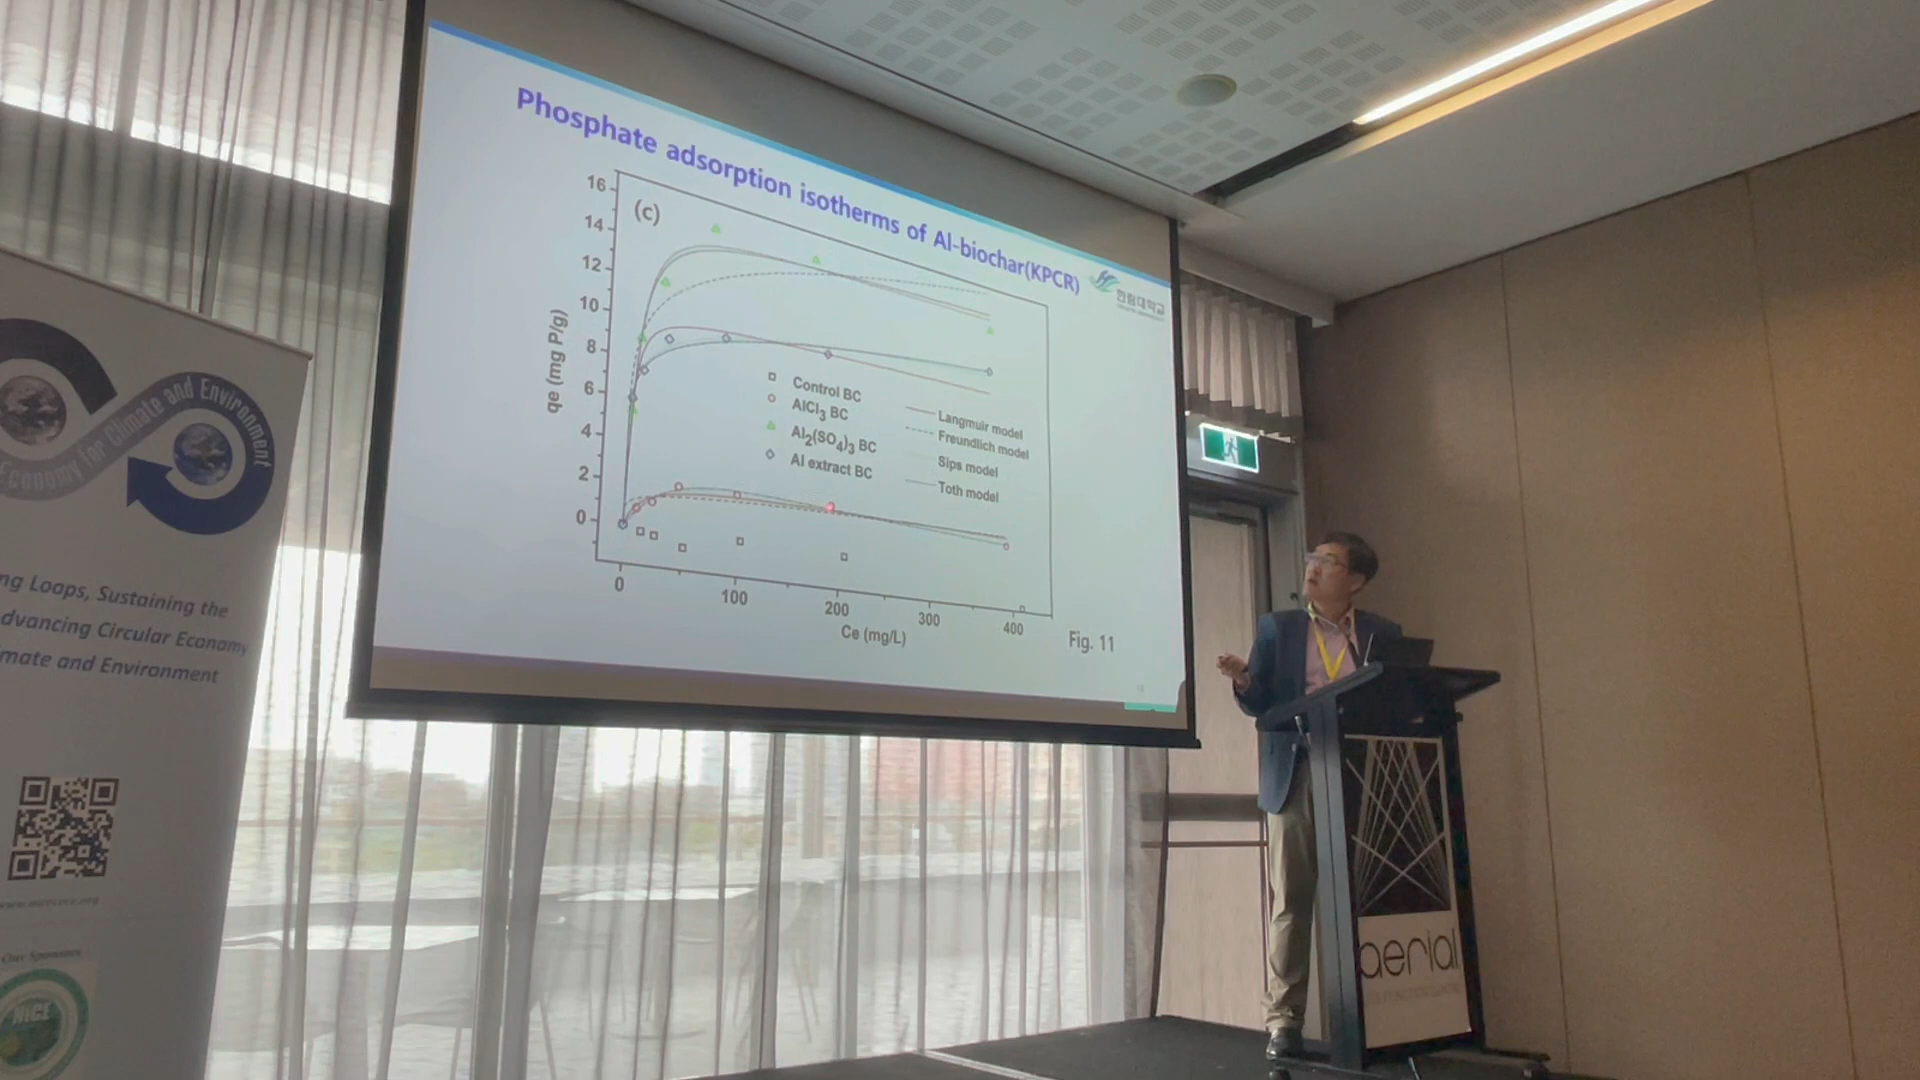 Phosphate adsorption isotherms of Al-biochar(KPCR)
한림대학교
(c)
16
14
12
10
8
6
4
2
0
qe (mg P/g)
Control BC
AlCl3 BC
Al2(SO4)3 BC
Al extract BC
Langmuir model
Freundlich model
Sips model
Toth model
0
100
200
300
400
Ce (mg/L)
Fig. 11
Economy for Climate and Environment
ng Loops, Sustaining the
dvancing Circular Economy
mate and Environment
Our Sponsors
NICE
aerial